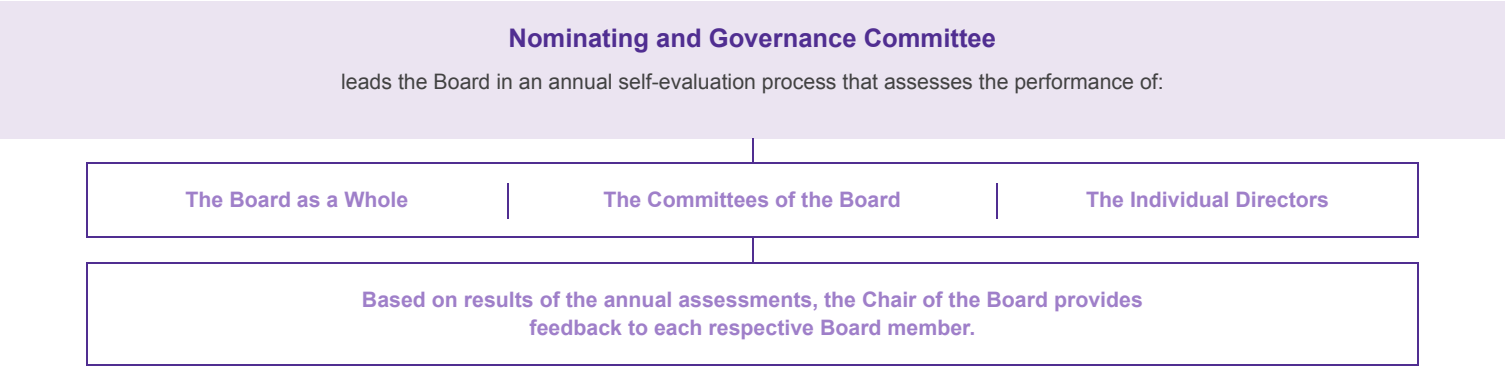 Nominating and Governance Committee
leads the Board in an annual self-evaluation process that assesses the performance of:
The Board as a Whole
The Committees of the Board
The Individual Directors
Based on results of the annual assessments, the Chair of the Board provides
feedback to each respective Board member.